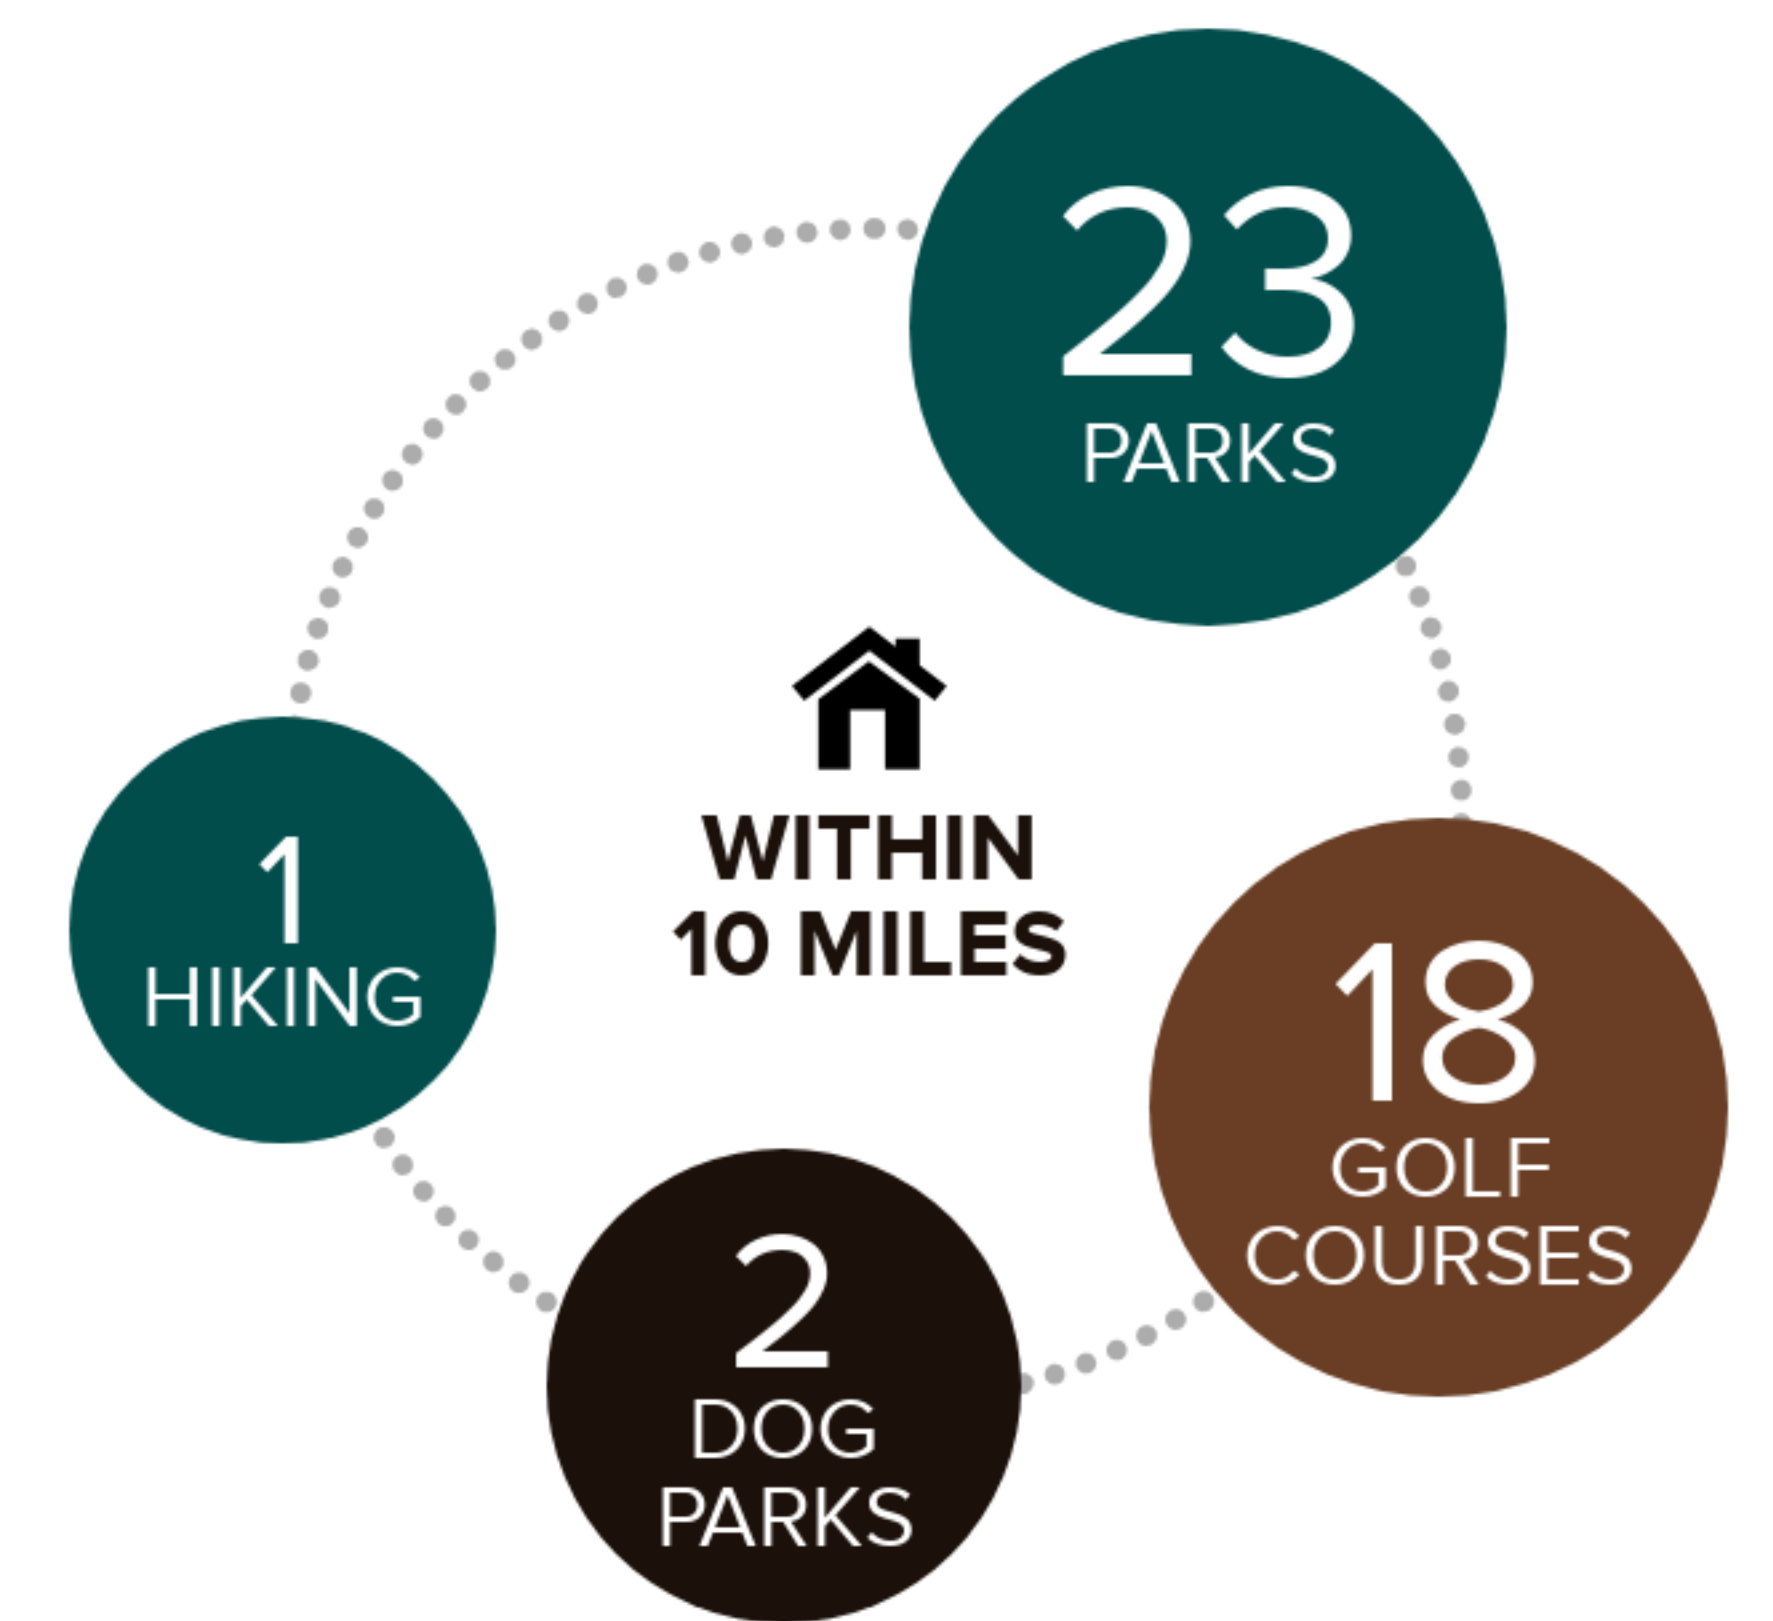 23
PARKS
WITHIN
10 MILES
1
HIKING
18
GOLF
COURSES
2
DOG
PARKS